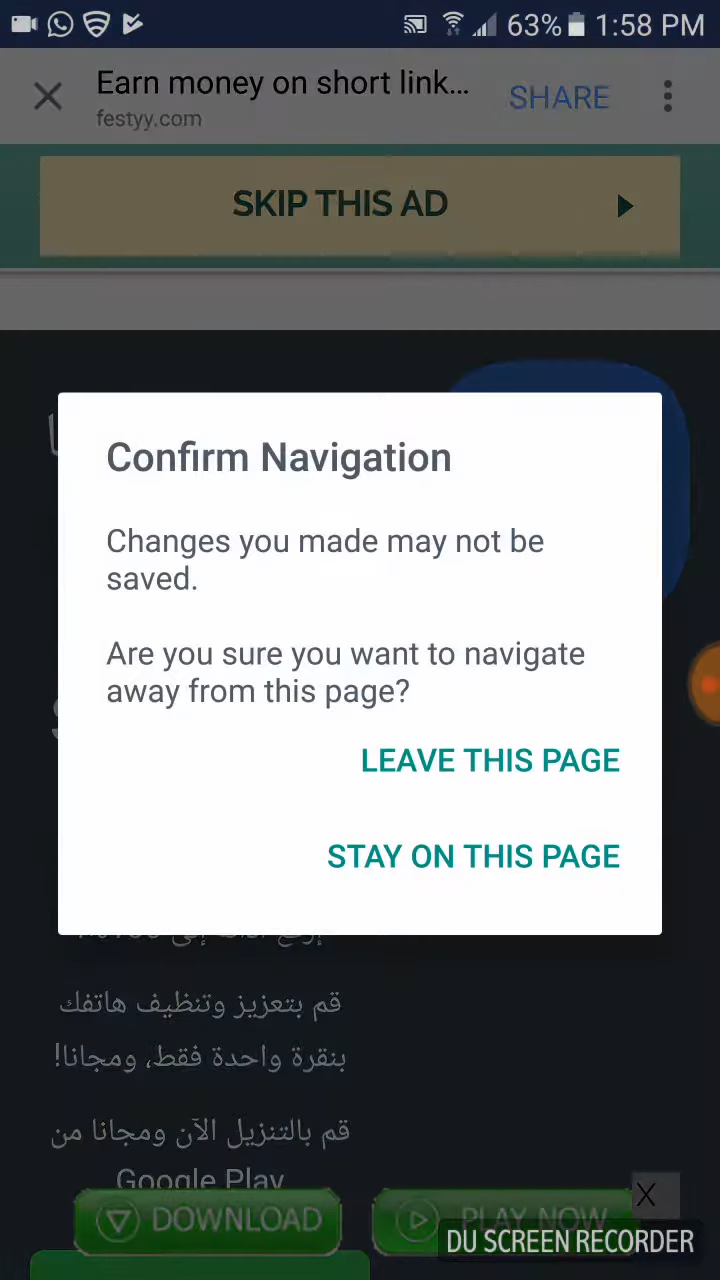 63% 1:58 PM
Earn money on short link...
festyy.com
SHARE
SKIP THIS AD
Confirm Navigation
Changes you made may not be
saved.
Are you sure you want to navigate
away from this page?
LEAVE THIS PAGE
STAY ON THIS PAGE
قم بتعزيز وتنظيف هاتفك
بنقرة واحدة فقط، ومجانا!
قم بالتنزيل الآن ومجانا من
Google Play
X
DOWNLOAD
PLAY NOW
DU SCREEN RECORDER